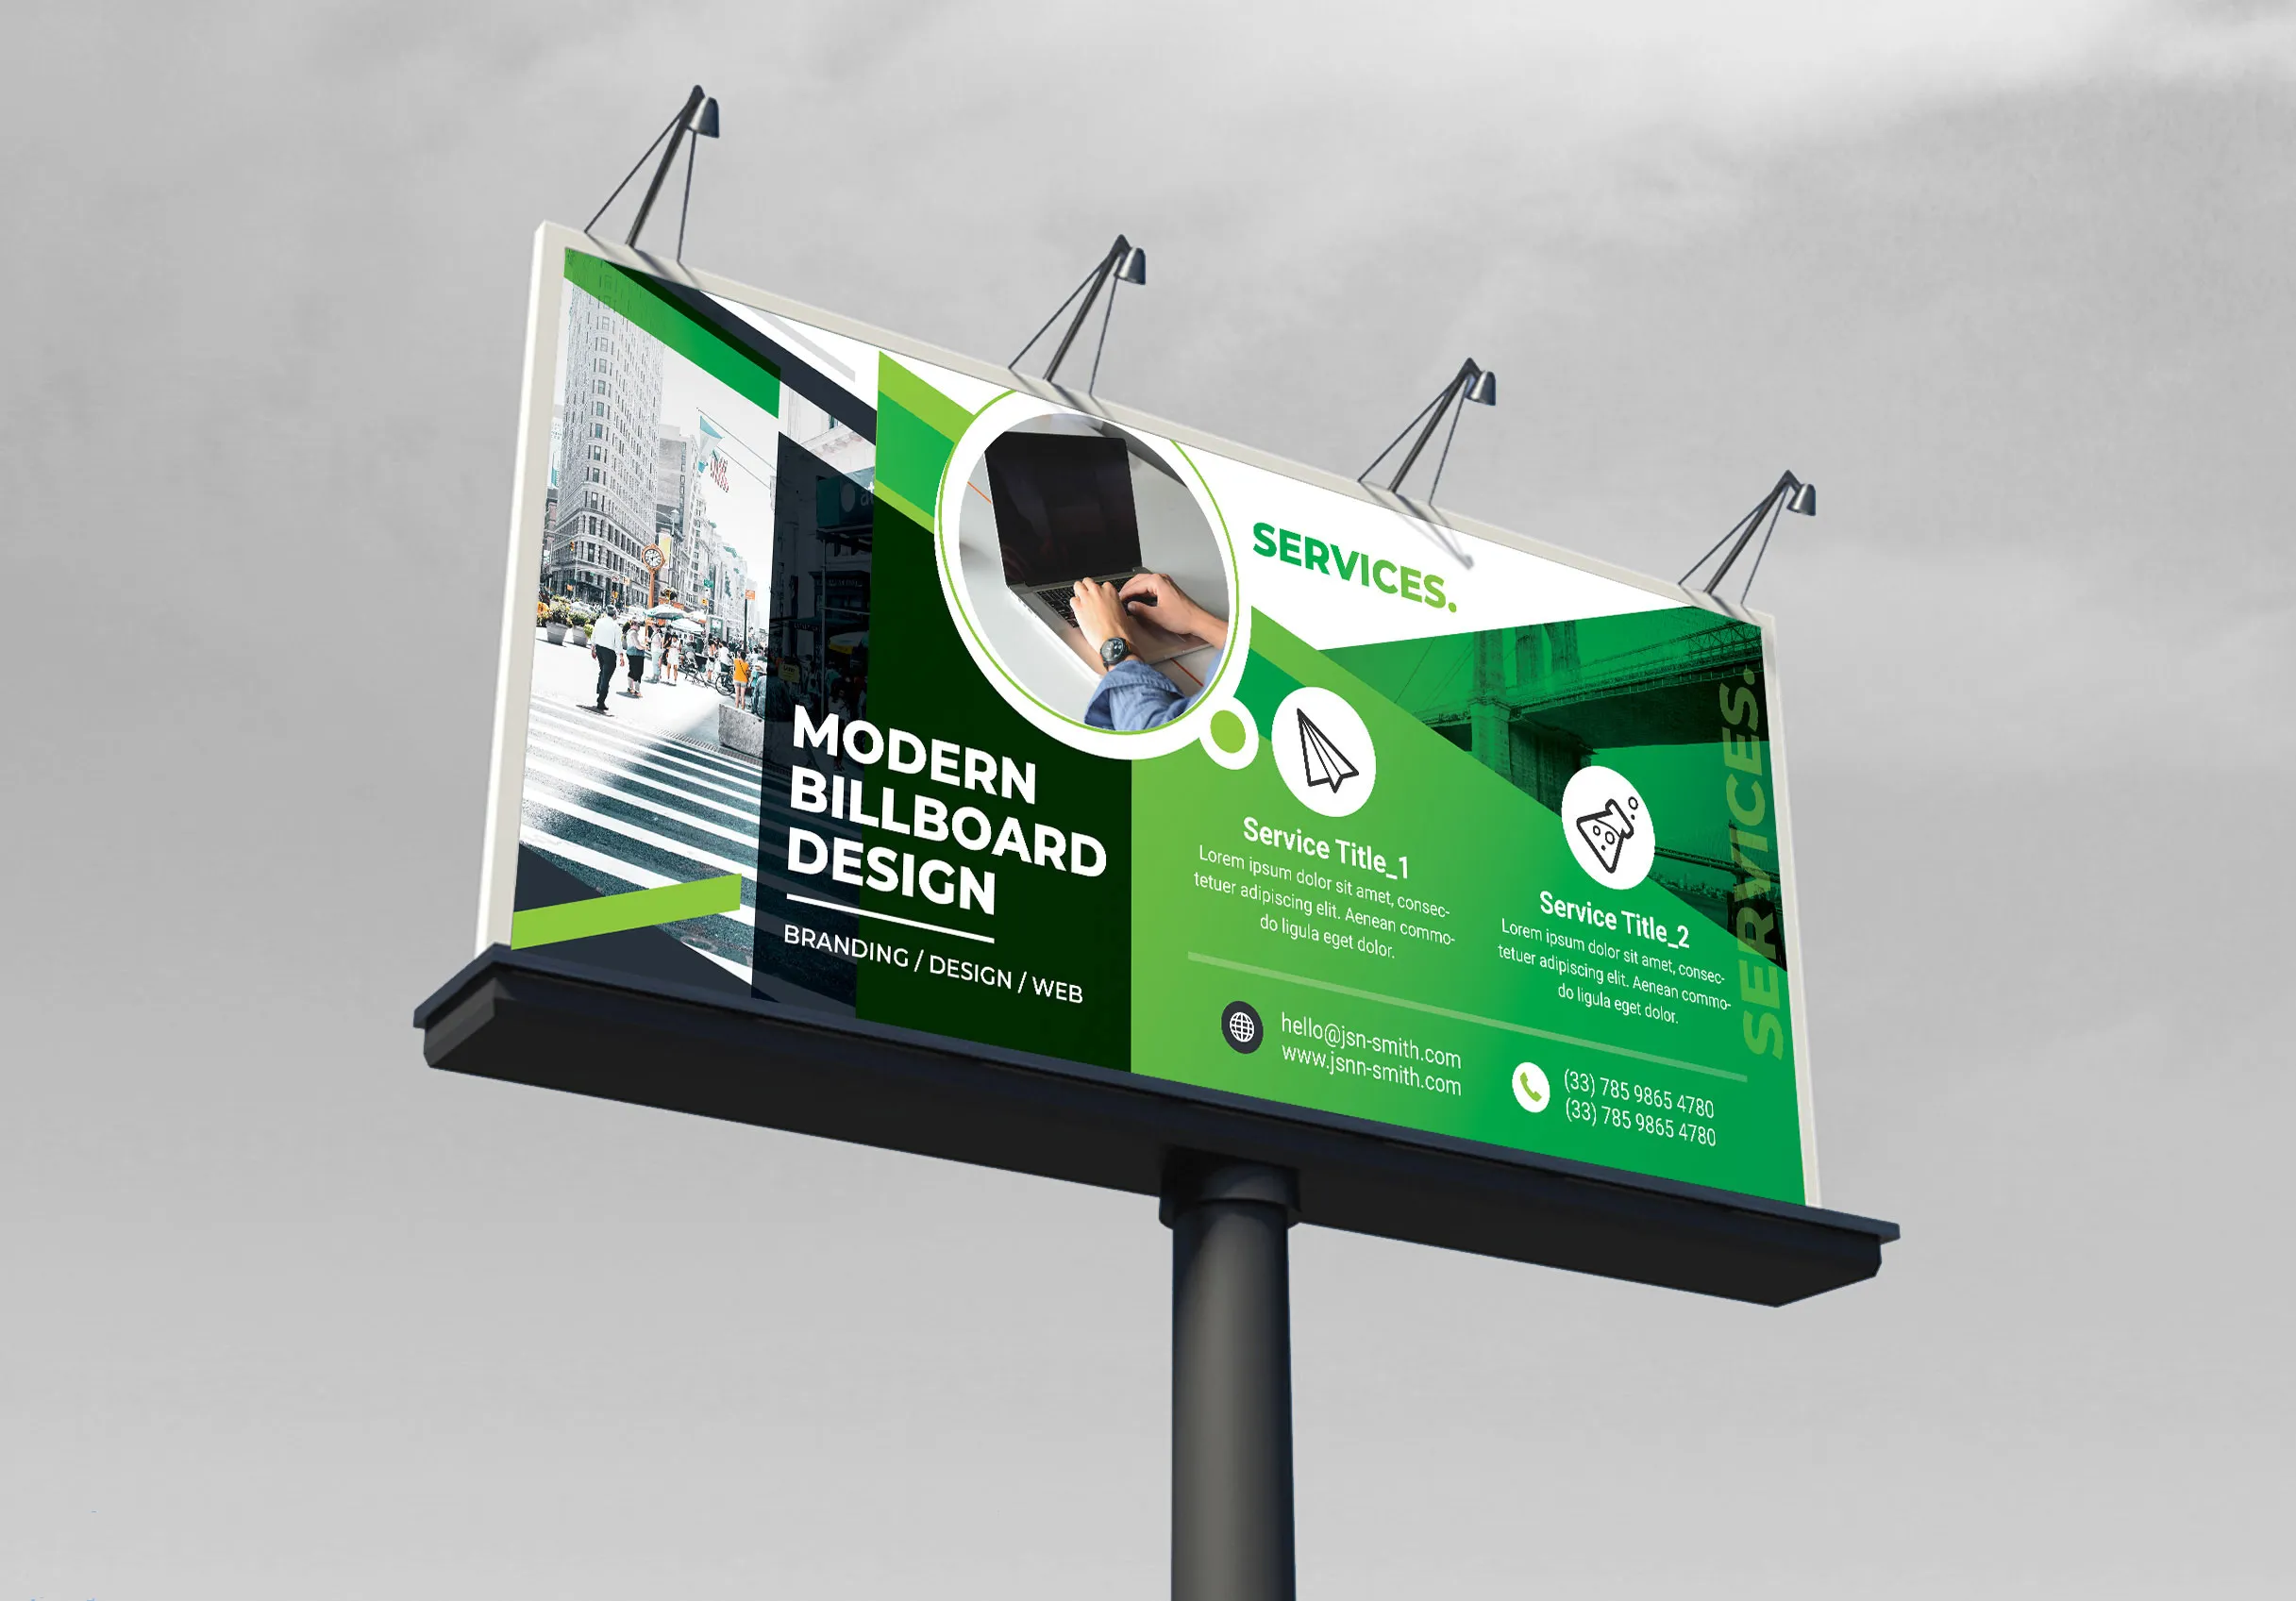 MODERN
BILLBOARD
DESIGN
BRANDING / DESIGN / WEB
SERVICES.
Service Title_1
Lorem ipsum dolor sit amet, consec-
tetuer adipiscing elit. Aenean commo-
do ligula eget dolor.
Service Title_2
Lorem ipsum dolor sit amet, consec-
tetuer adipiscing elit. Aenean commo-
do ligula eget dolor.
hello@jsn-smith.com
www.jsnn-smith.com
(33) 785 9865 4780
(33) 785 9865 4780
SERVICES.